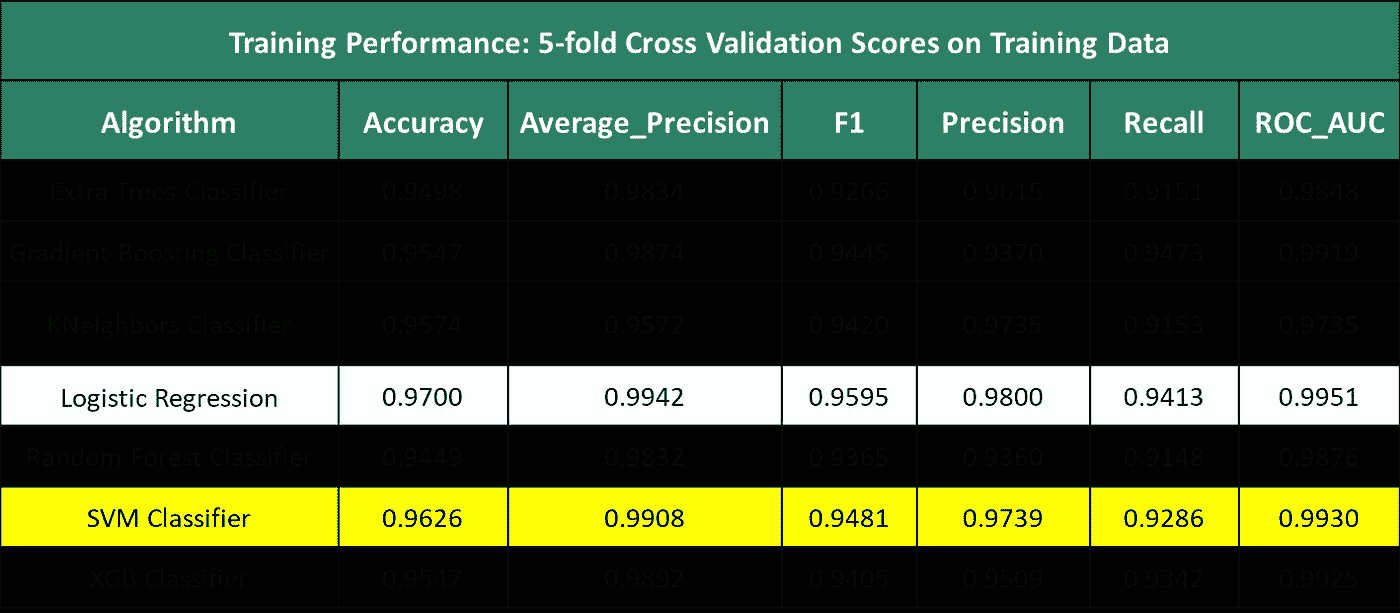 Training Performance: 5-fold Cross Validation Scores on Training Data
Algorithm Accuracy Average_Precision F1 Precision Recall ROC_AUC
Extra Trees Classifier 0.9498 0.9834 0.9266 0.9615 0.9151 0.9848
Gradient Boosting Classifier 0.9547 0.9874 0.9445 0.9370 0.9473 0.9919
KNeighbors Classifier 0.9574 0.9572 0.9420 0.9735 0.9153 0.9735
Logistic Regression 0.9700 0.9942 0.9595 0.9800 0.9413 0.9951
Random Forest Classifier 0.9449 0.9832 0.9365 0.9360 0.9148 0.9876
SVM Classifier 0.9626 0.9908 0.9481 0.9739 0.9286 0.9930
XGB Classifier 0.9547 0.9892 0.9405 0.9509 0.9342 0.9925